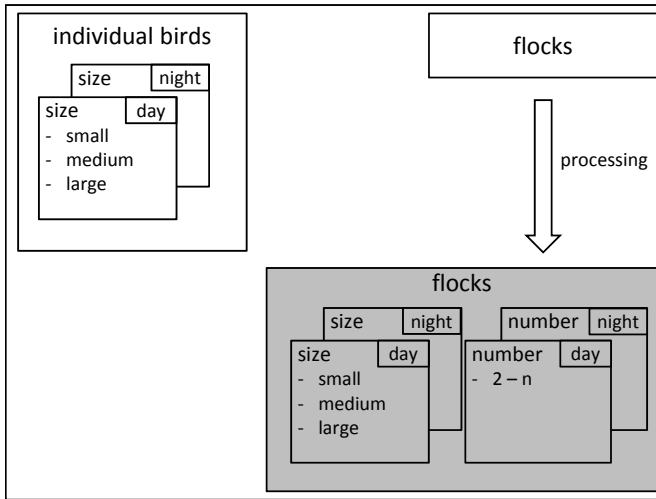 individual birds
size
night
size
day
- small
- medium
- large
flocks
processing
flocks
size
night
number
night
size
day
- small
- medium
- large
number
day
- 2 – n